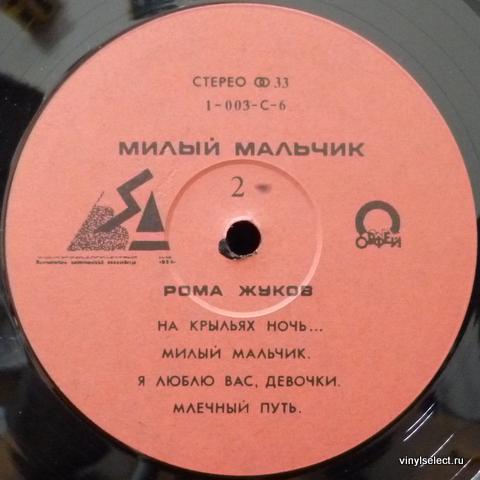 СТЕРЕО 33
1-003-С-6
МИЛЫЙ МАЛЬЧИК
2
ОРФЕЙ
РОМА ЖУКОВ
НА КРЫЛЬЯХ НОЧЬ...
МИЛЫЙ МАЛЬЧИК.
Я ЛЮБЛЮ ВАС, ДЕВОЧКИ.
МЛЕЧНЫЙ ПУТЬ.
vinylselect.ru